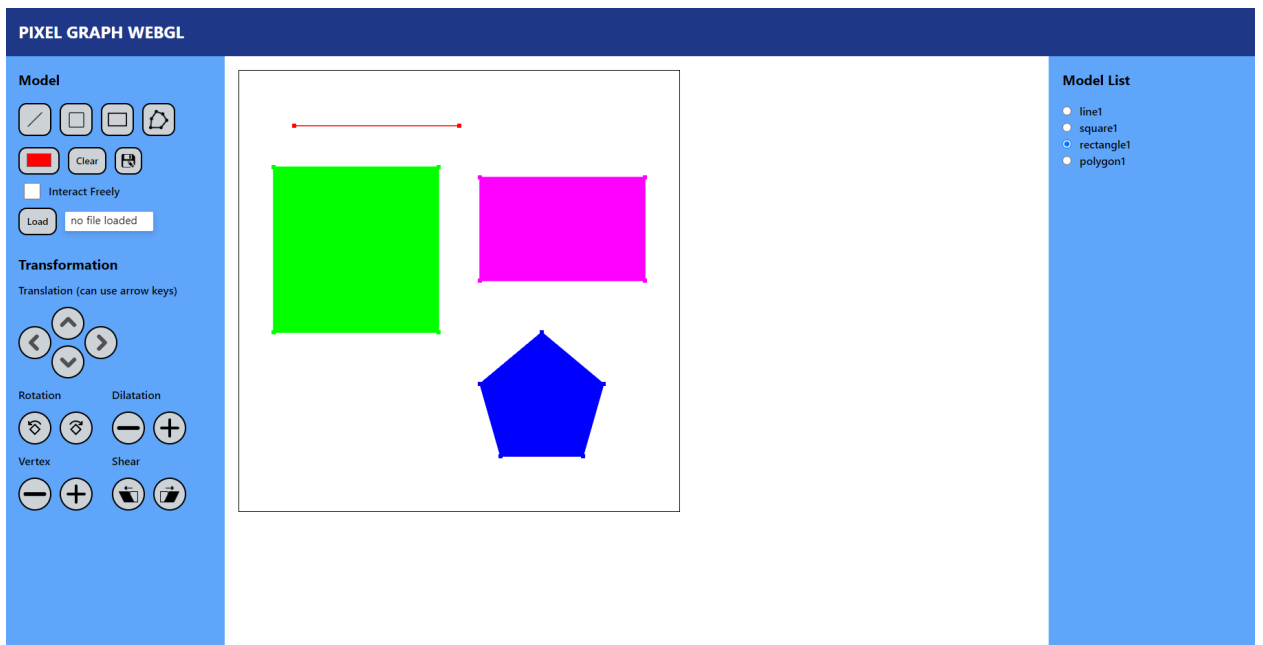 PIXEL GRAPH WEBGL
Model
Clear
Interact Freely
Load no file loaded
Transformation
Translation (can use arrow keys)
Rotation Dilatation
Vertex Shear
Model List
line1
square1
rectangle1
polygon1